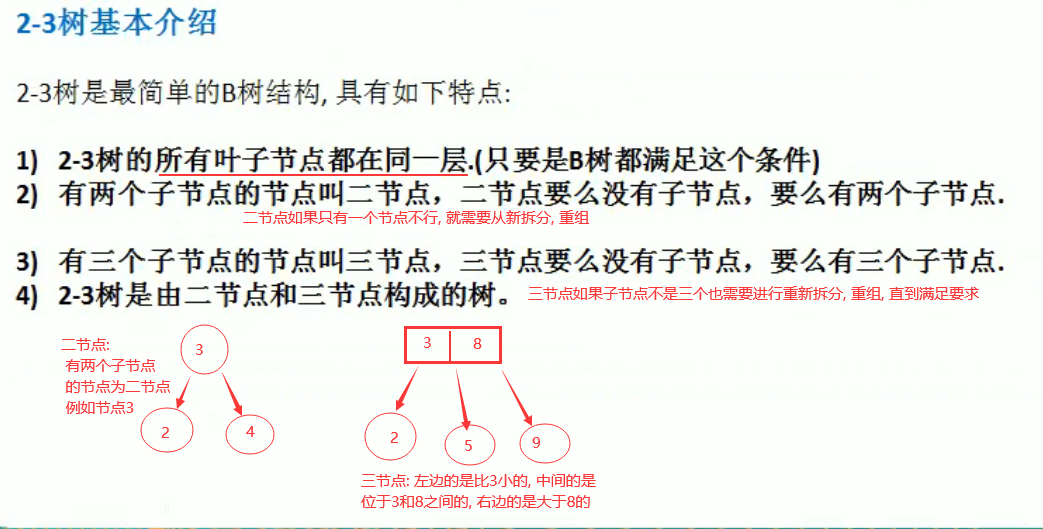 2-3树基本介绍
2-3树是最简单的B树结构, 具有如下特点:
1) 2-3树的所有叶子节点都在同一层.(只要是B树都满足这个条件)
2) 有两个子节点的节点叫二节点，二节点要么没有子节点，要么有两个子节点.
二节点如果只有一个节点不行, 就需要从新拆分, 重组
3) 有三个子节点的节点叫三节点，三节点要么没有子节点，要么有三个子节点.
4) 2-3树是由二节点和三节点构成的树。
三节点如果子节点不是三个也需要进行重新拆分, 重组, 直到满足要求
二节点:
有两个子节点
的节点为二节点
例如节点3
3
2
4
3 8
2
5
9
三节点: 左边的是比3小的, 中间的是
位于3和8之间的, 右边的是大于8的